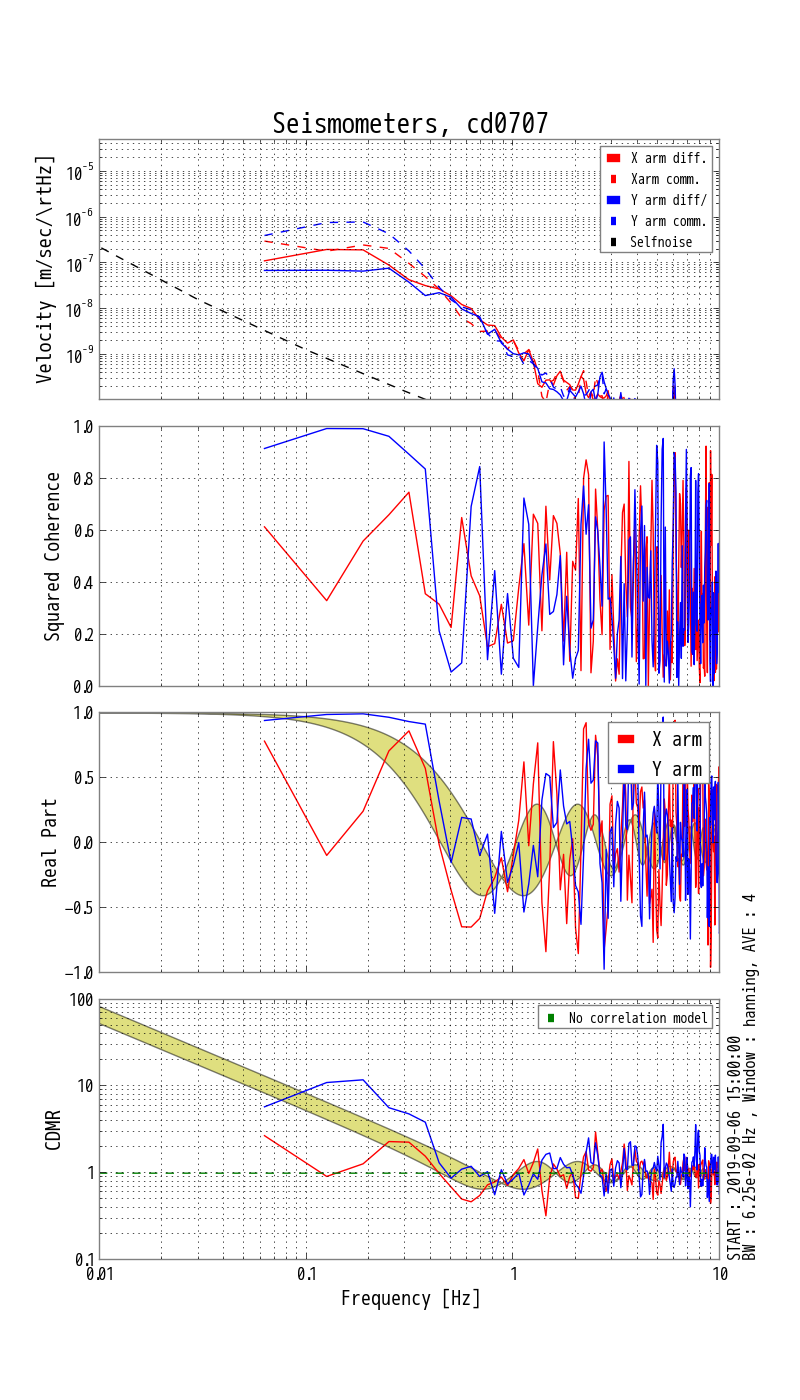 Seismometers, cd0707
Velocity [m/sec/\rtHz]
10^-5
10^-6
10^-7
10^-8
10^-9
X arm diff.
Xarm comm.
Y arm diff/
Y arm comm.
Selfnoise
Squared Coherence
1.0
0.8
0.6
0.4
0.2
0.0
Real Part
1.0
0.5
0.0
−0.5
−1.0
X arm
Y arm
CDMR
100
10
1
0.1
No correlation model
0.01
0.1
1
10
Frequency [Hz]
START : 2019-09-06 15:00:00
BW : 6.25e-02 Hz , Window : hanning, AVE : 4